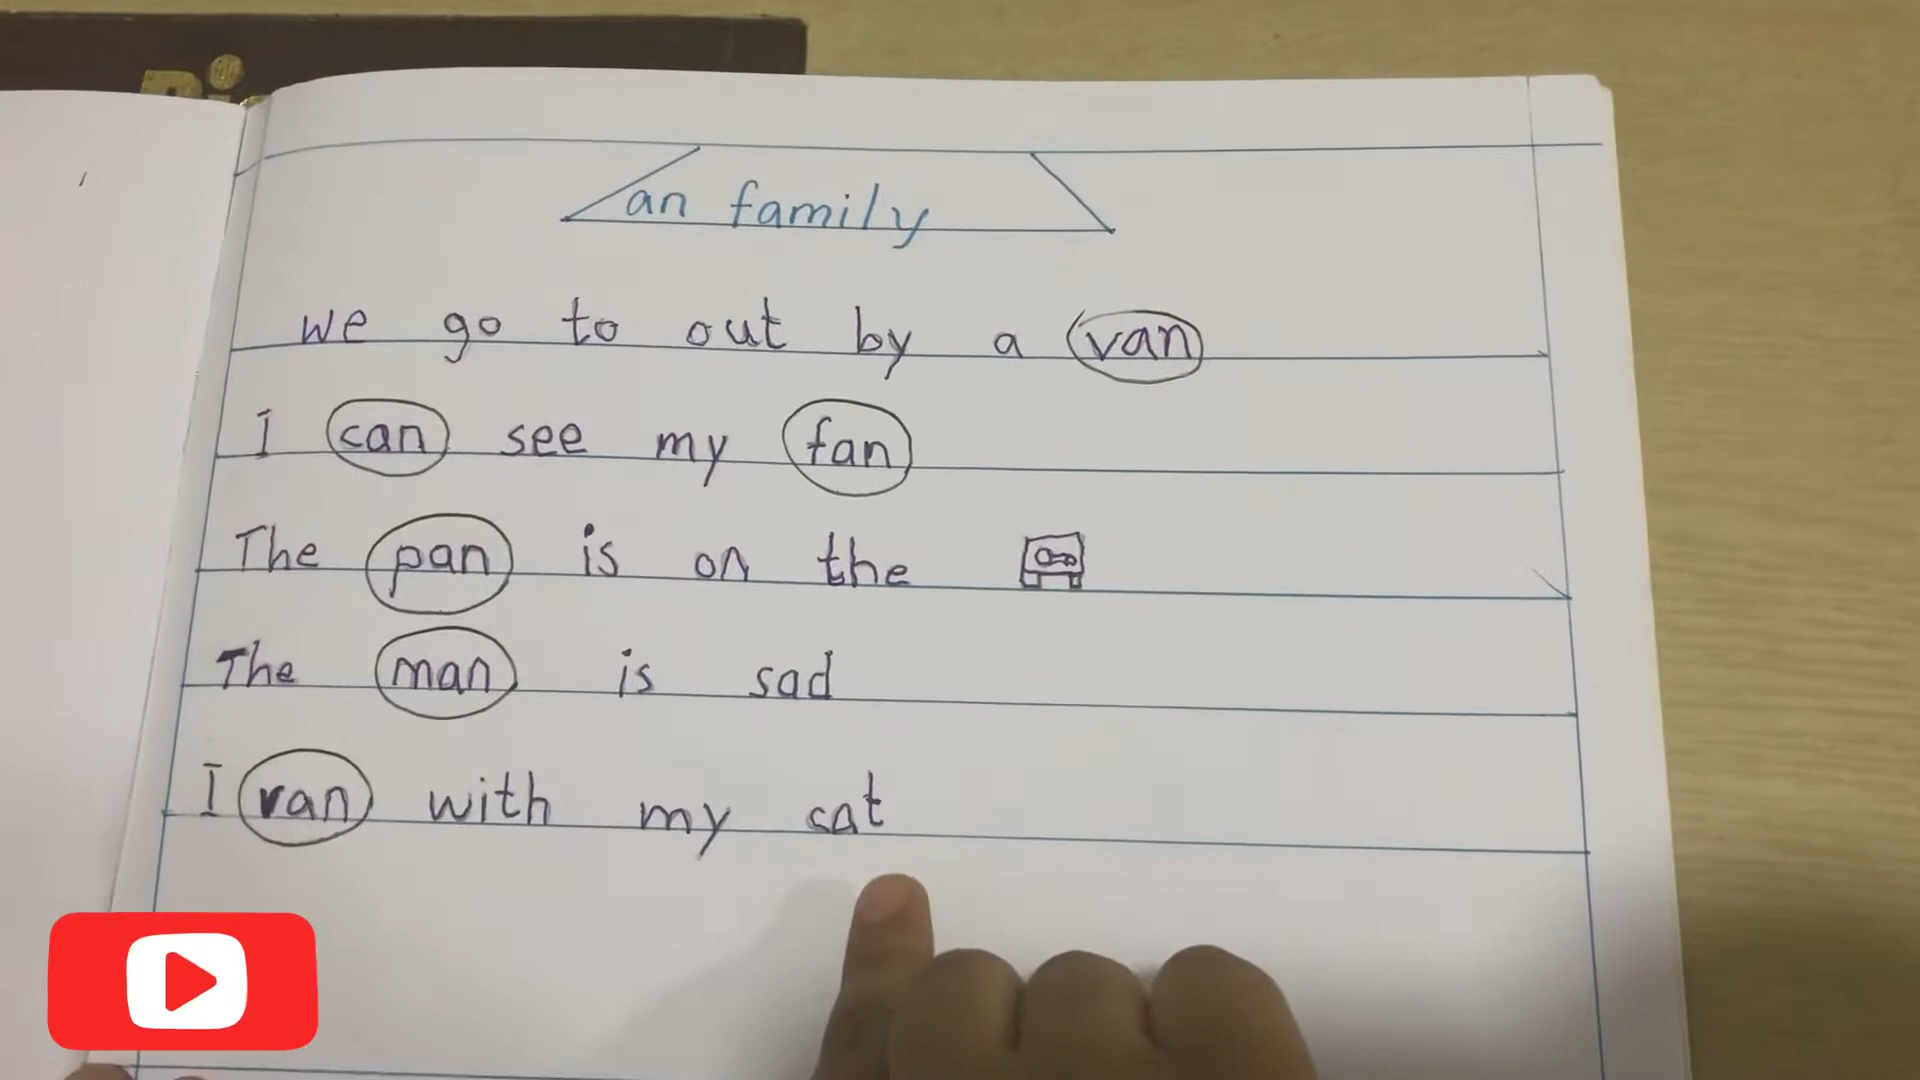 an family
we go to out by a van
I can see my fan
The pan is on the
The man is sad
I ran with my cat